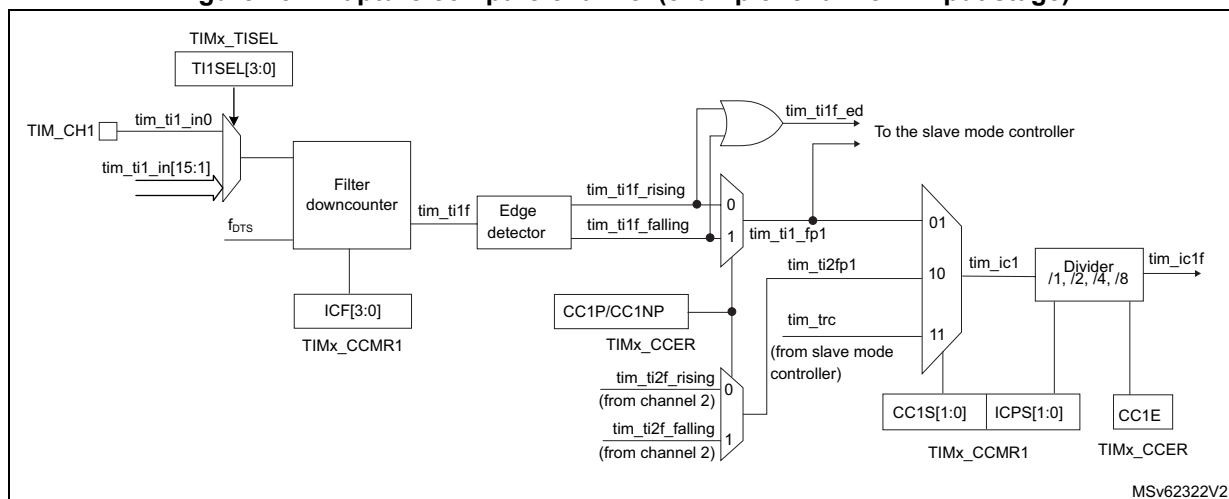 TIMx_TISEL
TI1SEL[3:0]
TIM_CH1
tim_ti1_in0
tim_ti1_in[15:1]
fDTS
Filter
downcounter
ICF[3:0]
TIMx_CCMR1
tim_ti1f
Edge
detector
tim_ti1f_rising
tim_ti1f_falling
tim_ti1f_ed
To the slave mode controller
0
1
tim_ti1_fp1
tim_ti2fp1
CC1P/CC1NP
TIMx_CCER
tim_ti2f_rising
(from channel 2)
tim_ti2f_falling
(from channel 2)
0
1
tim_trc
(from slave mode
controller)
01
10
11
tim_ic1
Divider
/1, /2, /4, /8
tim_ic1f
CC1S[1:0]
ICPS[1:0]
TIMx_CCMR1
CC1E
TIMx_CCER
MSv62322V2